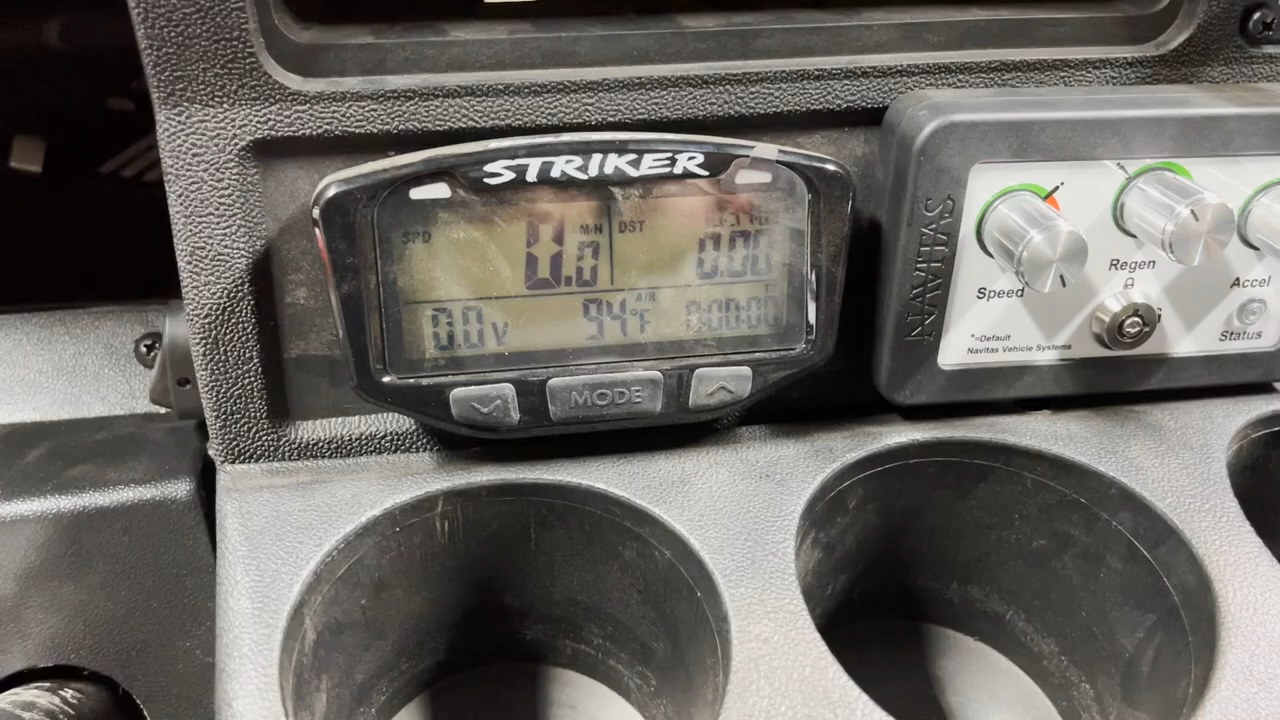 STRIKER
SPD
M/H
DST
0.0
0.00
0.0V
AIR
94°F
0:00:00
MODE
NAVITAS
Speed
Regen
Accel
Status
*=Default
Navitas Vehicle Systems